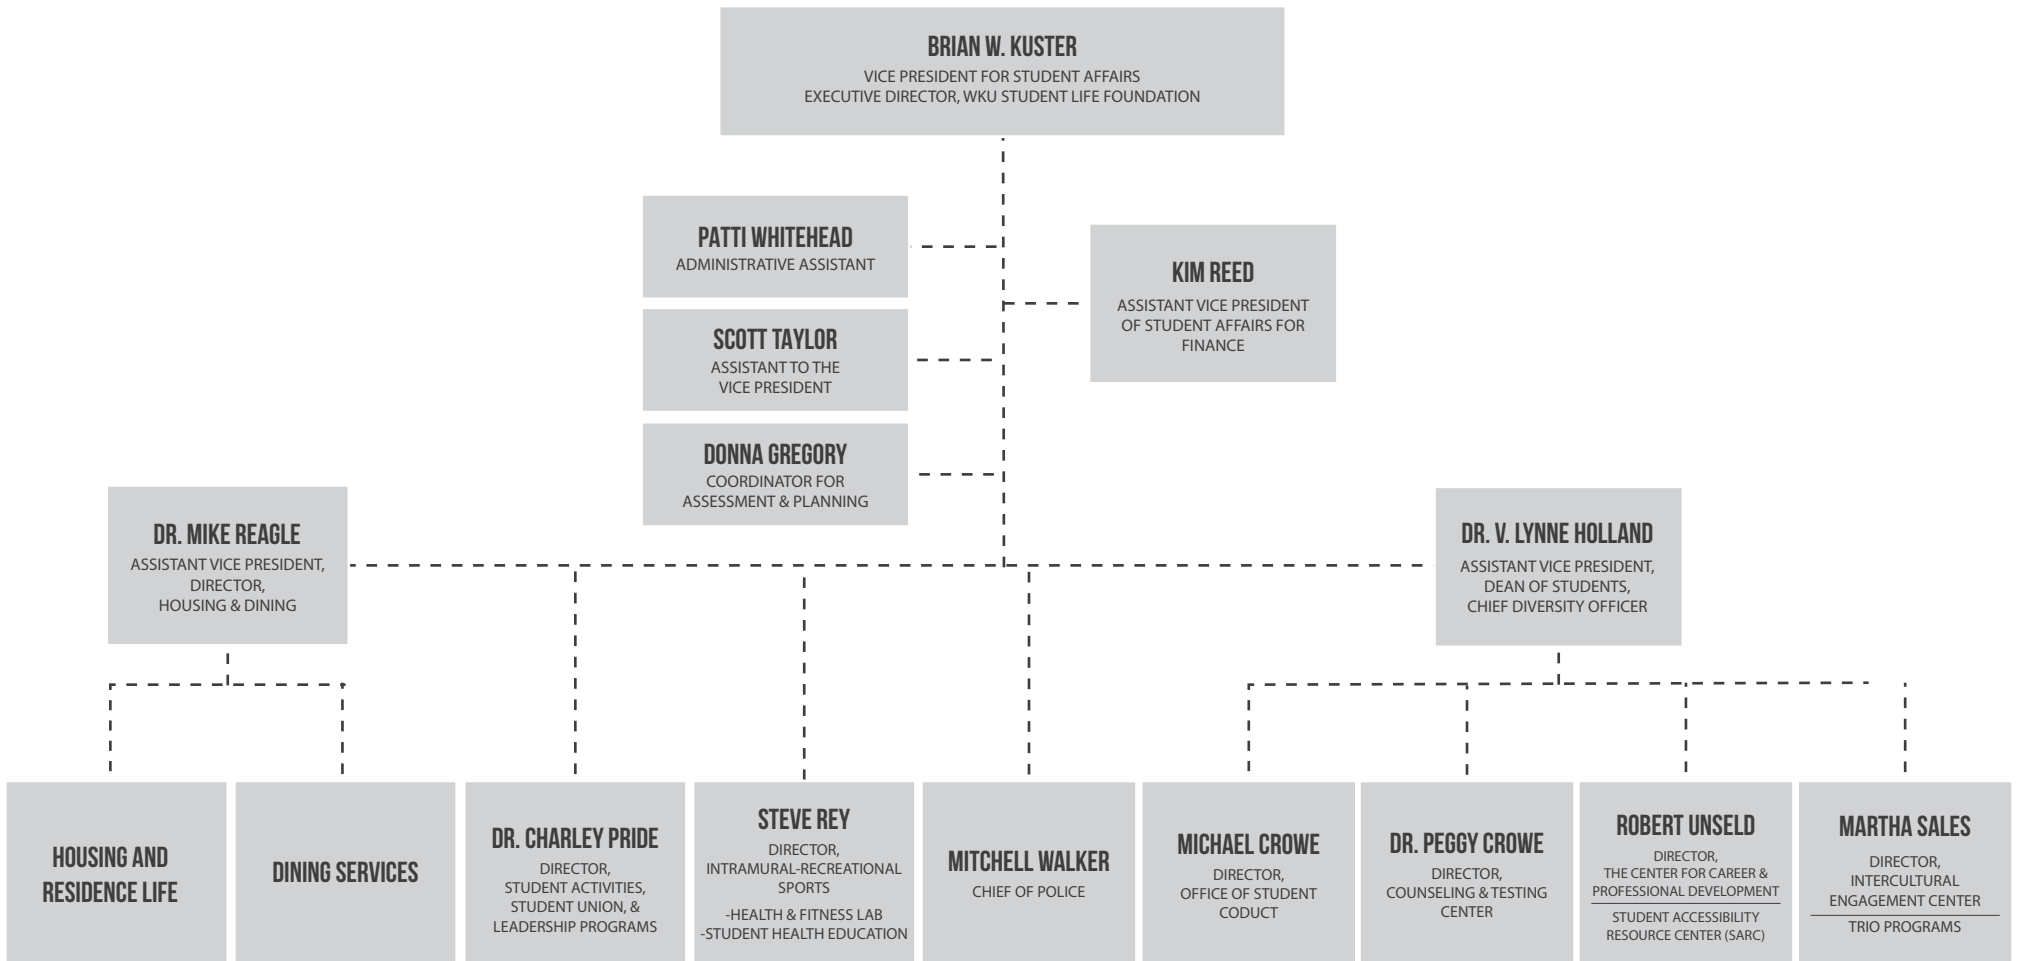 BRIAN W. KUSTER
VICE PRESIDENT FOR STUDENT AFFAIRS
EXECUTIVE DIRECTOR, WKU STUDENT LIFE FOUNDATION
PATTI WHITEHEAD
ADMINISTRATIVE ASSISTANT
KIM REED
ASSISTANT VICE PRESIDENT
OF STUDENT AFFAIRS FOR
FINANCE
SCOTT TAYLOR
ASSISTANT TO THE
VICE PRESIDENT
DONNA GREGORY
COORDINATOR FOR
ASSESSMENT & PLANNING
DR. MIKE REAGLE
ASSISTANT VICE PRESIDENT,
DIRECTOR,
HOUSING & DINING
DR. V. LYNNE HOLLAND
ASSISTANT VICE PRESIDENT,
DEAN OF STUDENTS,
CHIEF DIVERSITY OFFICER
HOUSING AND
RESIDENCE LIFE
DINING SERVICES
DR. CHARLEY PRIDE
DIRECTOR,
STUDENT ACTIVITIES,
STUDENT UNION, &
LEADERSHIP PROGRAMS
STEVE REY
DIRECTOR,
INTRAMURAL-RECREATIONAL
SPORTS
-HEALTH & FITNESS LAB
-STUDENT HEALTH EDUCATION
MITCHELL WALKER
CHIEF OF POLICE
MICHAEL CROWE
DIRECTOR,
OFFICE OF STUDENT
CODUCT
DR. PEGGY CROWE
DIRECTOR,
COUNSELING & TESTING
CENTER
ROBERT UNSELD
DIRECTOR,
THE CENTER FOR CAREER &
PROFESSIONAL DEVELOPMENT
STUDENT ACCESSIBILITY
RESOURCE CENTER (SARC)
MARTHA SALES
DIRECTOR,
INTERCULTURAL
ENGAGEMENT CENTER
TRIO PROGRAMS